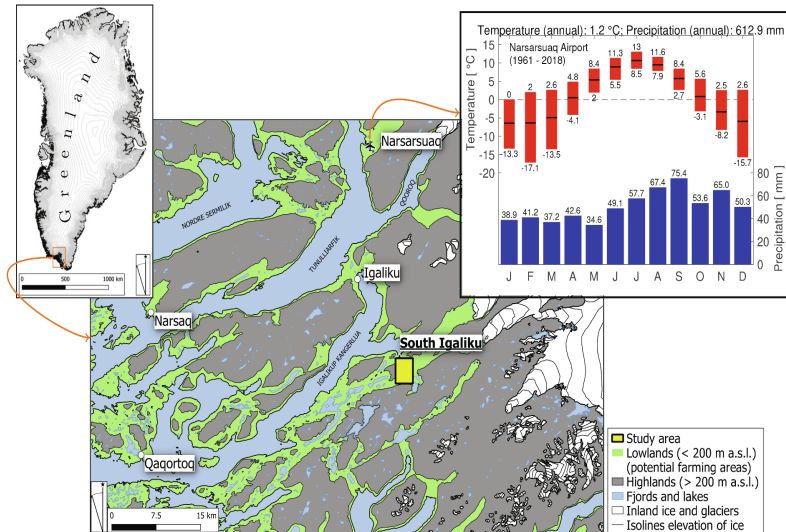 Greenland
0 500 1000 km
Temperature (annual): 1.2 °C; Precipitation (annual): 612.9 mm
Narsarsuaq Airport
(1961 - 2018)
Temperature [ °C]
15
10
5
0
-5
-10
-15
-20
0 2 2.6 4.8 8.4 11.3 13 11.6 8.4 5.6 2.5 2.6
-13.3 -17.1 -13.5 -4.1 2 5.5 8.5 7.9 2.7 -3.1 -8.2 -15.7
Precipitation [ mm]
80
60
40
20
0
38.9 41.2 37.2 42.6 34.6 49.1 57.7 67.4 75.4 53.6 65.0 50.3
J F M A M J J A S O N D
Narsarsuaq
QOOROQ
NORDRE SERMILIK
TUNULLIARFIK
Igaliku
Narsaq
IGALIKUP KANGERLUA
South Igaliku
Qaqortoq
0 7.5 15 km
Study area
Lowlands (< 200 m a.s.l.)
(potential farming areas)
Highlands (> 200 m a.s.l.)
Fjords and lakes
Inland ice and glaciers
Isolines elevation of ice